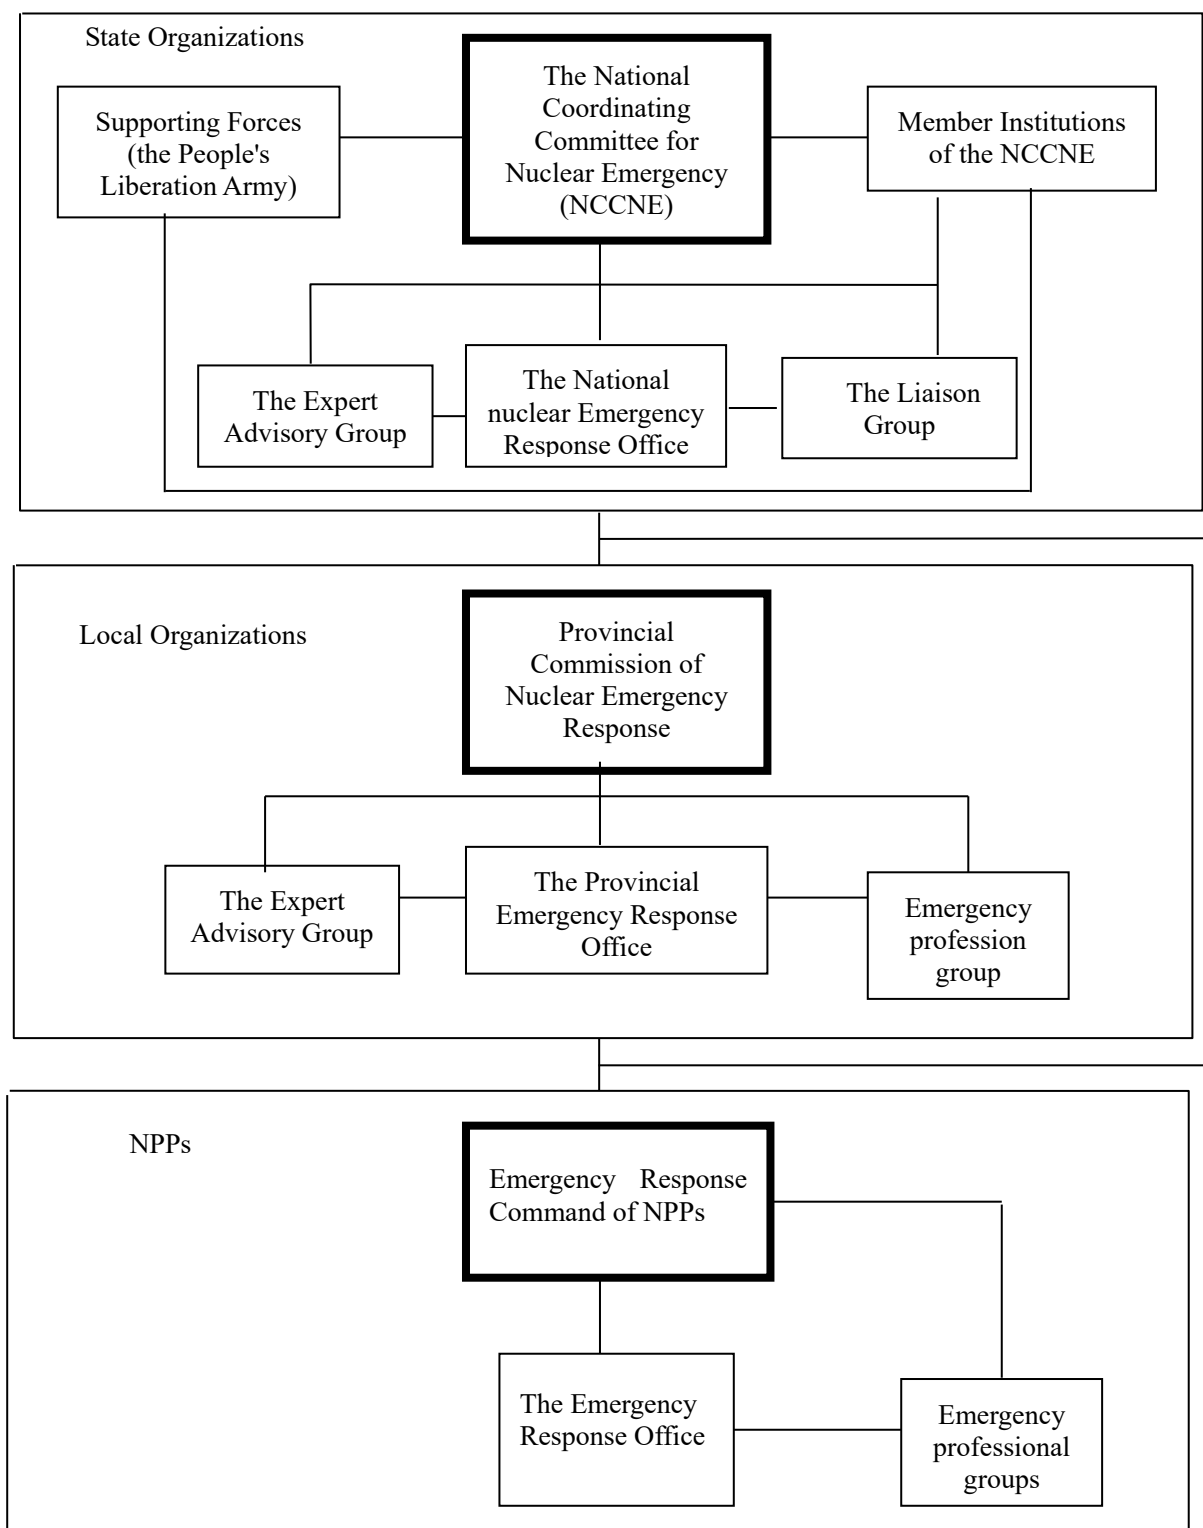 State Organizations
The National
Coordinating
Committee for
Nuclear Emergency
(NCCNE)
Supporting Forces
(the People's
Liberation Army)
Member Institutions
of the NCCNE
The Expert
Advisory Group
The National
nuclear Emergency
Response Office
The Liaison
Group
Local Organizations
Provincial
Commission of
Nuclear Emergency
Response
The Expert
Advisory Group
The Provincial
Emergency Response
Office
Emergency
profession
group
NPPs
Emergency Response
Command of NPPs
The Emergency
Response Office
Emergency
professional
groups